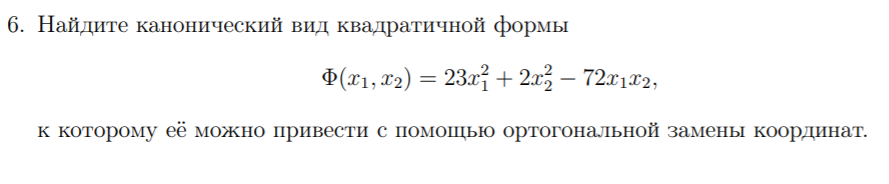 6. Найдите канонический вид квадратичной формы
Φ(x₁, x₂) = 23x₁² + 2x₂² − 72x₁x₂,
к которому её можно привести с помощью ортогональной замены координат.